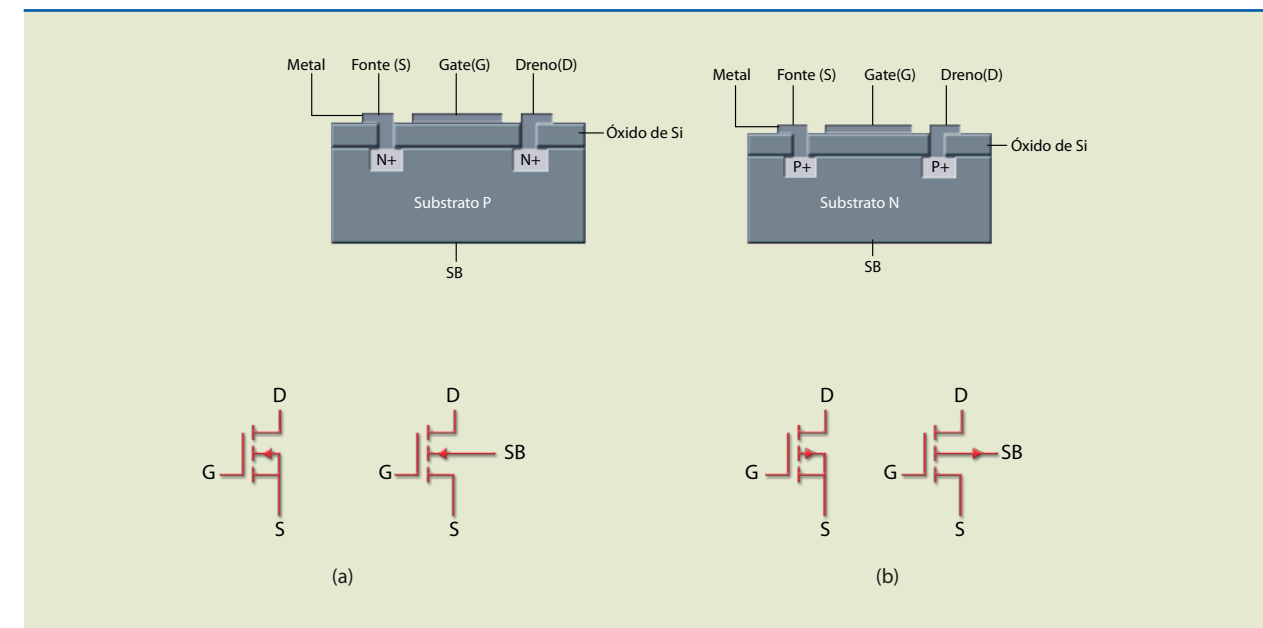 Metal Fonte (S) Gate(G) Dreno(D)
Óxido de Si
N+ N+
Substrato P
SB
Metal Fonte (S) Gate(G) Dreno(D)
Óxido de Si
P+ P+
Substrato N
SB
D D
G G SB
S S
(a)
D D
G G SB
S S
(b)